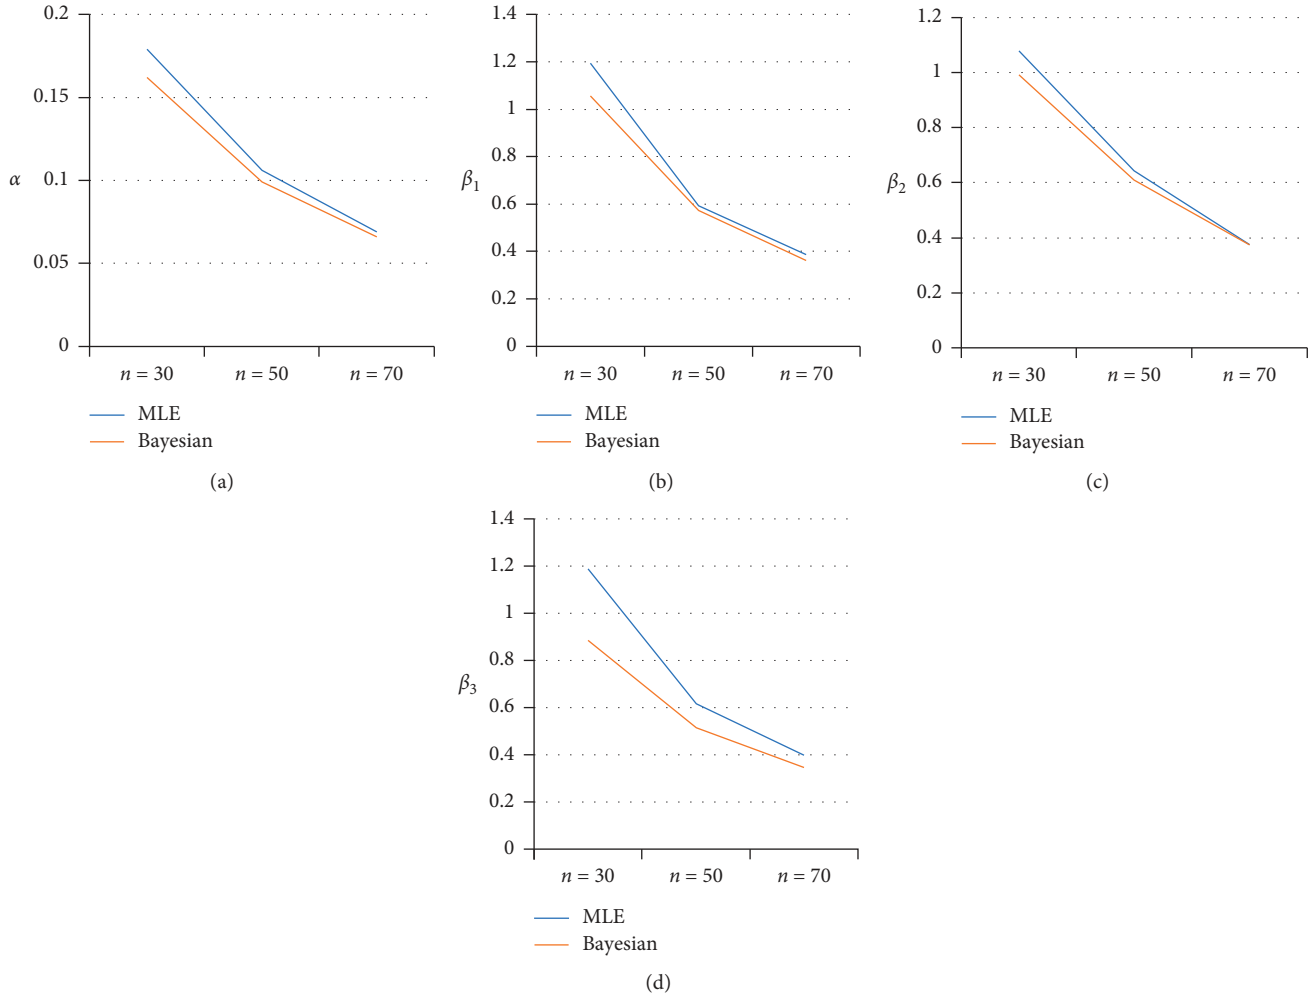 0.2
0.15
α 0.1
0.05
0
n = 30 n = 50 n = 70
MLE
Bayesian
(a)
1.4
1.2
1
0.8
β1
0.6
0.4
0.2
0
n = 30 n = 50 n = 70
MLE
Bayesian
(b)
1.2
1
0.8
β2 0.6
0.4
0.2
0
n = 30 n = 50 n = 70
MLE
Bayesian
(c)
1.4
1.2
1
0.8
β3
0.6
0.4
0.2
0
n = 30 n = 50 n = 70
MLE
Bayesian
(d)